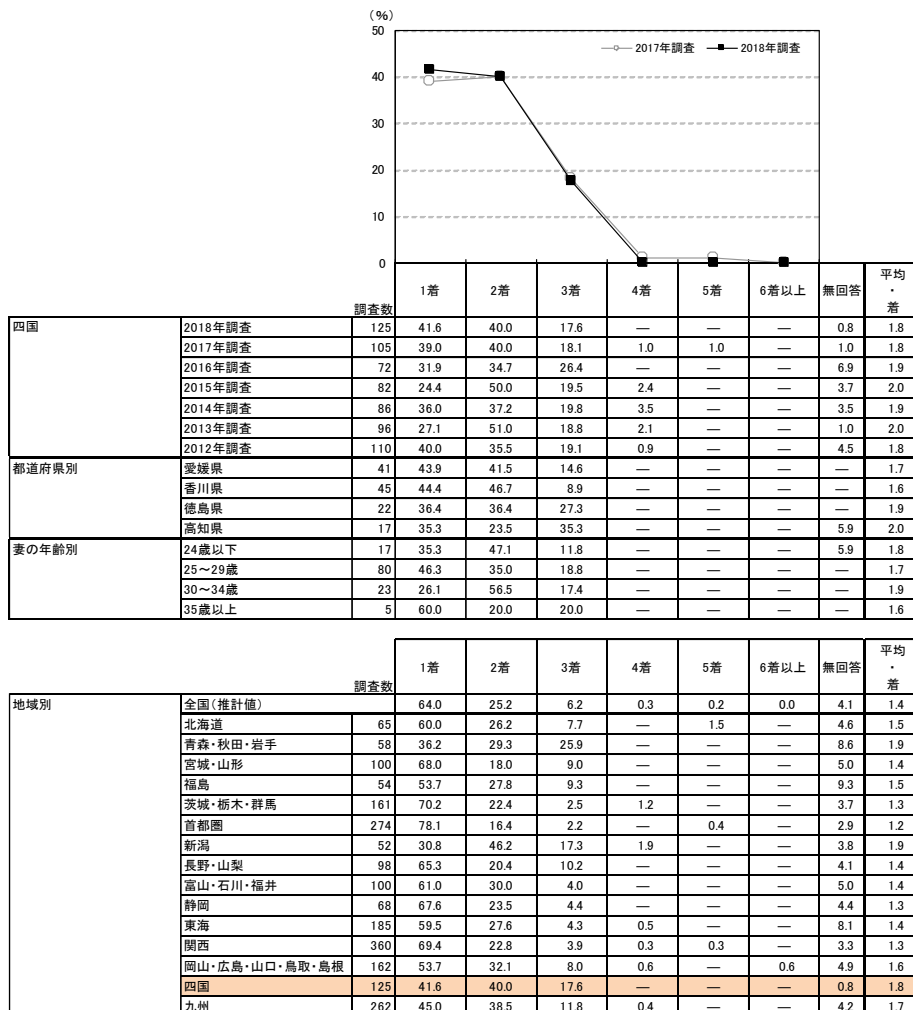 (%)
50
40
30
20
10
0
2017年調査 2018年調査
調査数 1着 2着 3着 4着 5着 6着以上 無回答 平均・着
四国 2018年調査 125 41.6 40.0 17.6 — — — 0.8 1.8
2017年調査 105 39.0 40.0 18.1 1.0 1.0 — 1.0 1.8
2016年調査 72 31.9 34.7 26.4 — — — 6.9 1.9
2015年調査 82 24.4 50.0 19.5 2.4 — — 3.7 2.0
2014年調査 86 36.0 37.2 19.8 3.5 — — 3.5 1.9
2013年調査 96 27.1 51.0 18.8 2.1 — — 1.0 2.0
2012年調査 110 40.0 35.5 19.1 0.9 — — 4.5 1.8
都道府県別 愛媛県 41 43.9 41.5 14.6 — — — — 1.7
香川県 45 44.4 46.7 8.9 — — — — 1.6
徳島県 22 36.4 36.4 27.3 — — — — 1.9
高知県 17 35.3 23.5 35.3 — — — 5.9 2.0
妻の年齢別 24歳以下 17 35.3 47.1 11.8 — — — 5.9 1.8
25～29歳 80 46.3 35.0 18.8 — — — — 1.7
30～34歳 23 26.1 56.5 17.4 — — — — 1.9
35歳以上 5 60.0 20.0 20.0 — — — — 1.6
調査数 1着 2着 3着 4着 5着 6着以上 無回答 平均・着
地域別 全国(推計値) 64.0 25.2 6.2 0.3 0.2 0.0 4.1 1.4
北海道 65 60.0 26.2 7.7 — 1.5 — 4.6 1.5
青森・秋田・岩手 58 36.2 29.3 25.9 — — — 8.6 1.9
宮城・山形 100 68.0 18.0 9.0 — — — 5.0 1.4
福島 54 53.7 27.8 9.3 — — — 9.3 1.5
茨城・栃木・群馬 161 70.2 22.4 2.5 1.2 — — 3.7 1.3
首都圏 274 78.1 16.4 2.2 — 0.4 — 2.9 1.2
新潟 52 30.8 46.2 17.3 1.9 — — 3.8 1.9
長野・山梨 98 65.3 20.4 10.2 — — — 4.1 1.4
富山・石川・福井 100 61.0 30.0 4.0 — — — 5.0 1.4
静岡 68 67.6 23.5 4.4 — — — 4.4 1.3
東海 185 59.5 27.6 4.3 0.5 — — 8.1 1.4
関西 360 69.4 22.8 3.9 0.3 0.3 — 3.3 1.3
岡山・広島・山口・鳥取・島根 162 53.7 32.1 8.0 0.6 — 0.6 4.9 1.6
四国 125 41.6 40.0 17.6 — — — 0.8 1.8
九州 262 45.0 38.5 11.8 0.4 — — 4.2 1.7